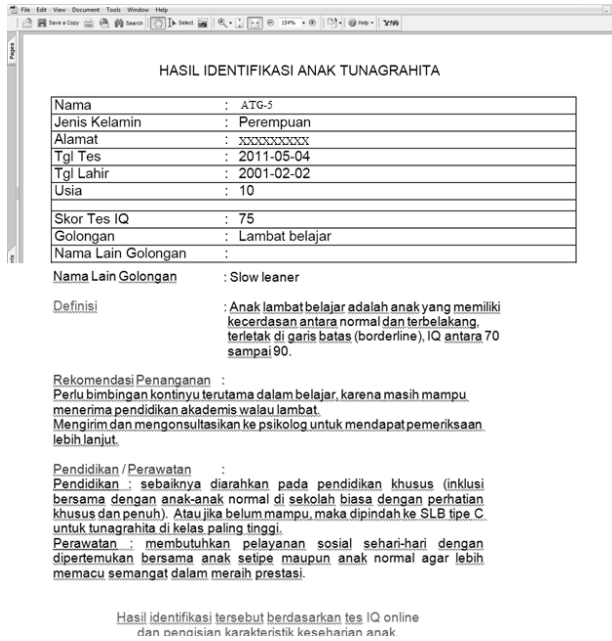 File Edit View Document Tools Window Help
Save a Copy Search Select 154% Help
Pages
HASIL IDENTIFIKASI ANAK TUNAGRAHITA
Nama : ATG-5
Jenis Kelamin : Perempuan
Alamat : XXXXXXXXX
Tgl Tes : 2011-05-04
Tgl Lahir : 2001-02-02
Usia : 10
Skor Tes IQ : 75
Golongan : Lambat belajar
Nama Lain Golongan :
Nama Lain Golongan : Slow leaner
Definisi : Anak lambat belajar adalah anak yang memiliki
kecerdasan antara normal dan terbelakang,
terletak di garis batas (borderline), IQ antara 70
sampai 90.
Rekomendasi Penanganan :
Perlu bimbingan kontinyu terutama dalam belajar, karena masih mampu
menerima pendidikan akademis walau lambat.
Mengirim dan mengonsultasikan ke psikolog untuk mendapat pemeriksaan
lebih lanjut.
Pendidikan / Perawatan :
Pendidikan : sebaiknya diarahkan pada pendidikan khusus (inklusi
bersama dengan anak-anak normal di sekolah biasa dengan perhatian
khusus dan penuh). Atau jika belum mampu, maka dipindah ke SLB tipe C
untuk tunagrahita di kelas paling tinggi.
Perawatan : membutuhkan pelayanan sosial sehari-hari dengan
dipertemukan bersama anak setipe maupun anak normal agar lebih
memacu semangat dalam meraih prestasi.
Hasil identifikasi tersebut berdasarkan tes IQ online
dan pengisian karakteristik keseharian anak.